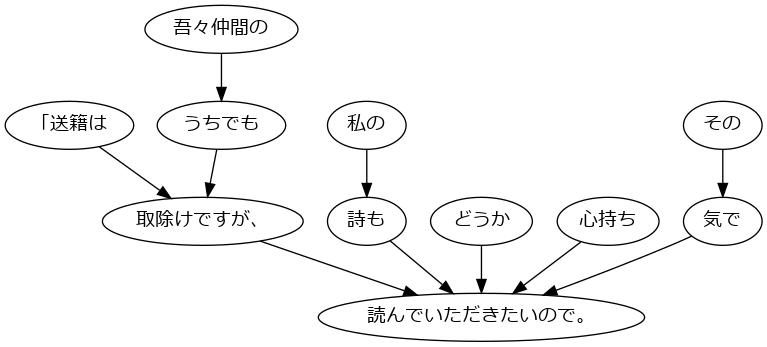 吾々仲間の
「送籍は
うちでも
私の
その
取除けですが、
詩も
どうか
心持ち
気で
読んでいただきたいので。